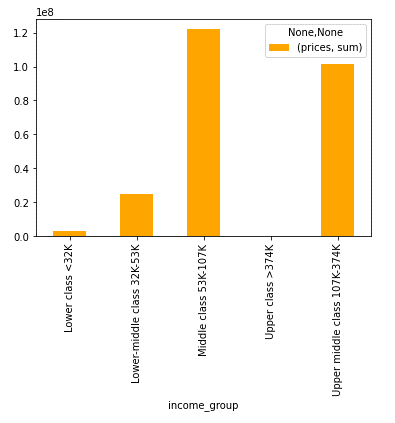 1e8
None,None
(prices, sum)
1.2
1.0
0.8
0.6
0.4
0.2
0.0
Lower class <32K
Lower-middle class 32K-53K
Middle class 53K-107K
Upper class >374K
Upper middle class 107K-374K
income_group